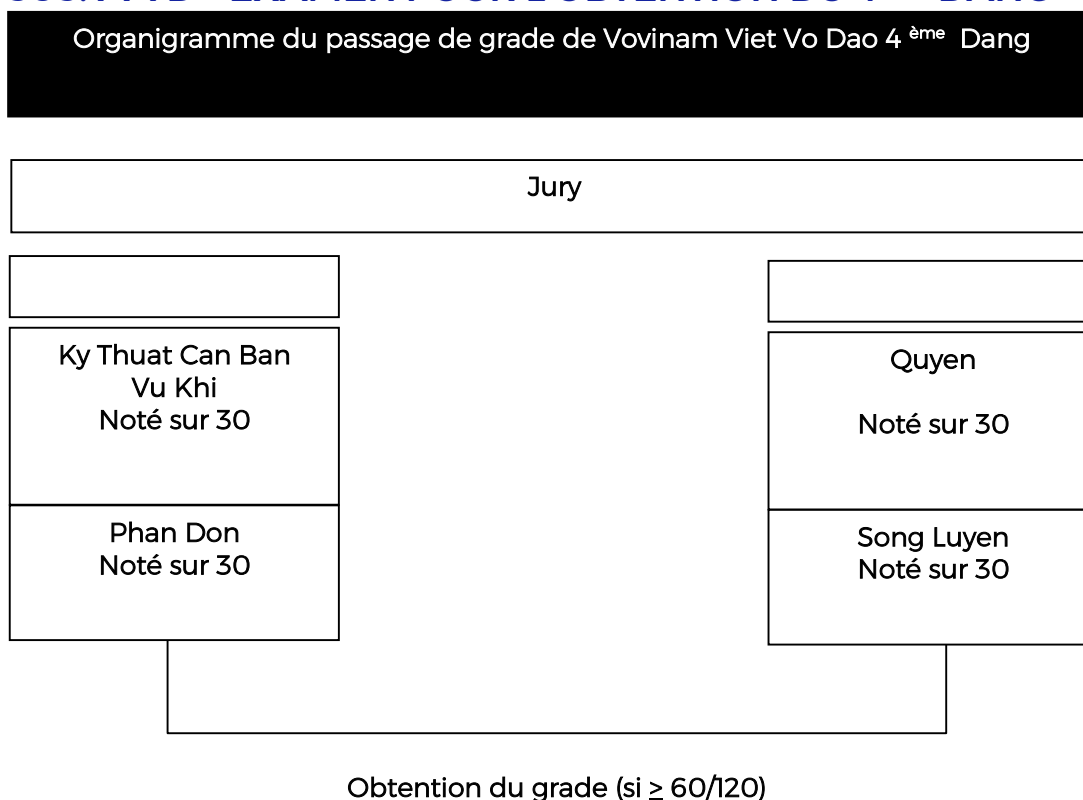 Organigramme du passage de grade de Vovinam Viet Vo Dao 4 ème Dang
Jury
Ky Thuat Can Ban
Vu Khi
Noté sur 30
Phan Don
Noté sur 30
Quyen
Noté sur 30
Song Luyen
Noté sur 30
Obtention du grade (si ≥ 60/120)